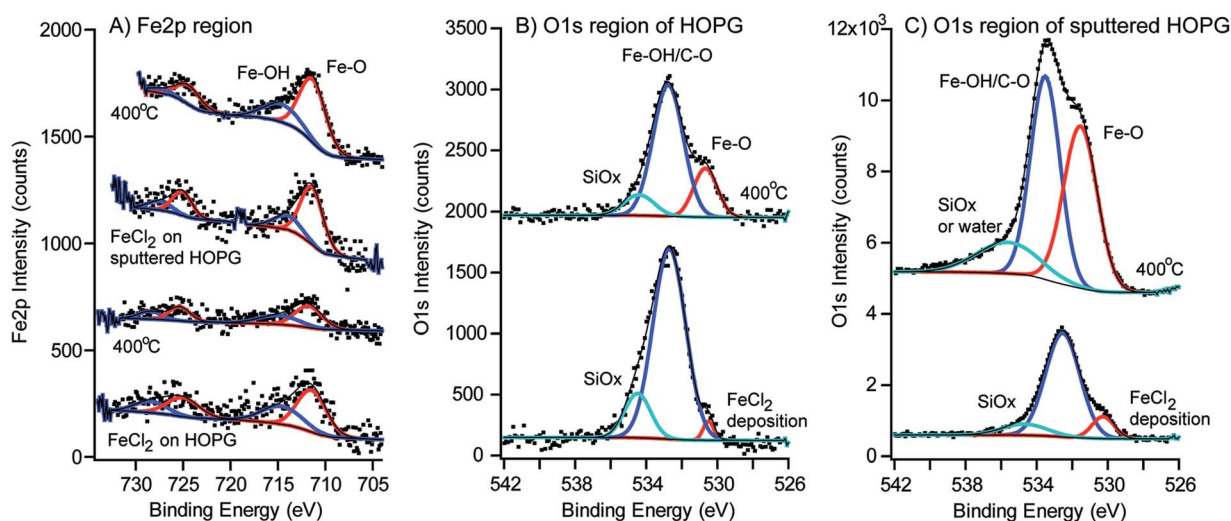 A) Fe2p region
Fe2p Intensity (counts)
2000
1500
1000
500
0
Fe-OH
Fe-O
400°C
FeCl2 on
sputtered HOPG
400°C
FeCl2 on HOPG
730 725 720 715 710 705
Binding Energy (eV)
B) O1s region of HOPG
O1s Intensity (counts)
3500
3000
2500
2000
1500
1000
500
0
Fe-OH/C-O
SiOx
Fe-O
400°C
SiOx
FeCl2
deposition
542 538 534 530 526
Binding Energy (eV)
C) O1s region of sputtered HOPG
O1s Intensity (counts)
12x10³
10
8
6
4
2
0
Fe-OH/C-O
Fe-O
SiOx
or water
400°C
SiOx
FeCl2
deposition
542 538 534 530 526
Binding Energy (eV)